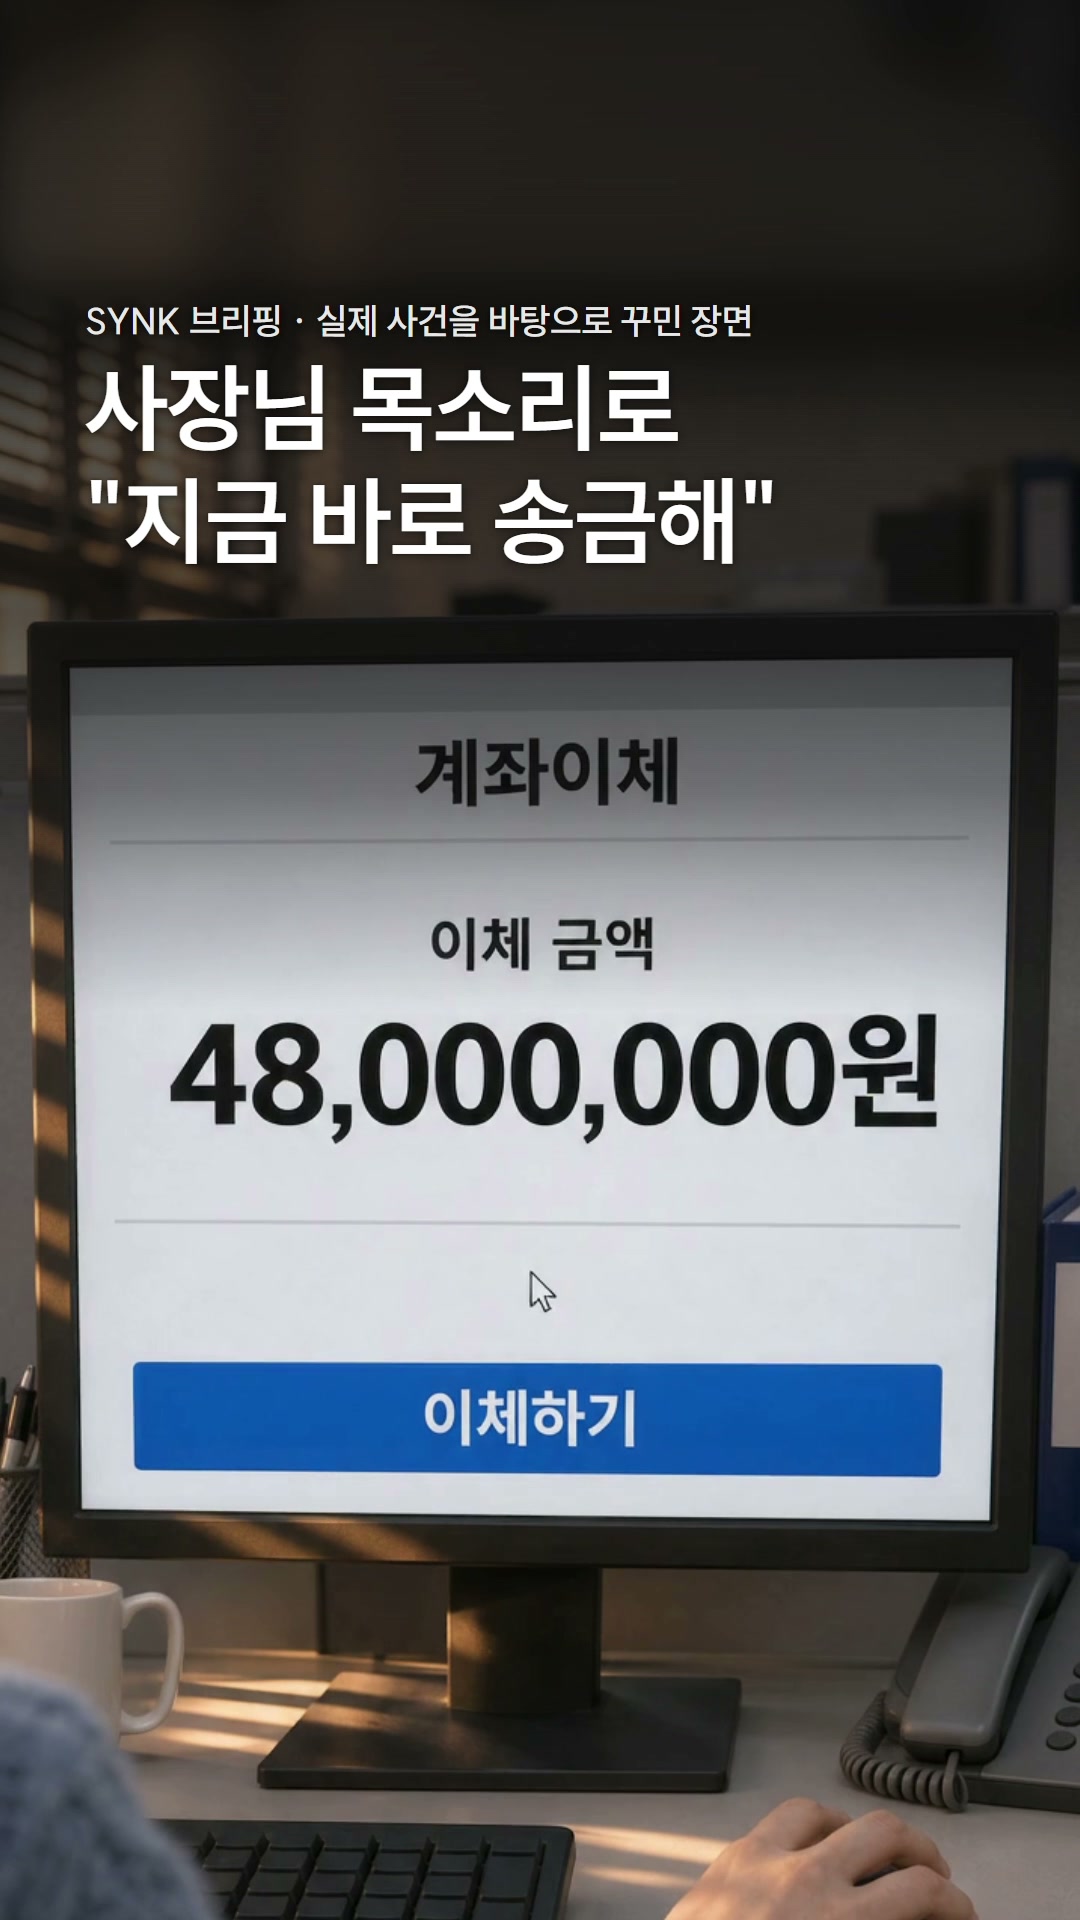 SYNK 브리핑 · 실제 사건을 바탕으로 꾸민 장면
사장님 목소리로
"지금 바로 송금해"
계좌이체
이체 금액
48,000,000원
이체하기